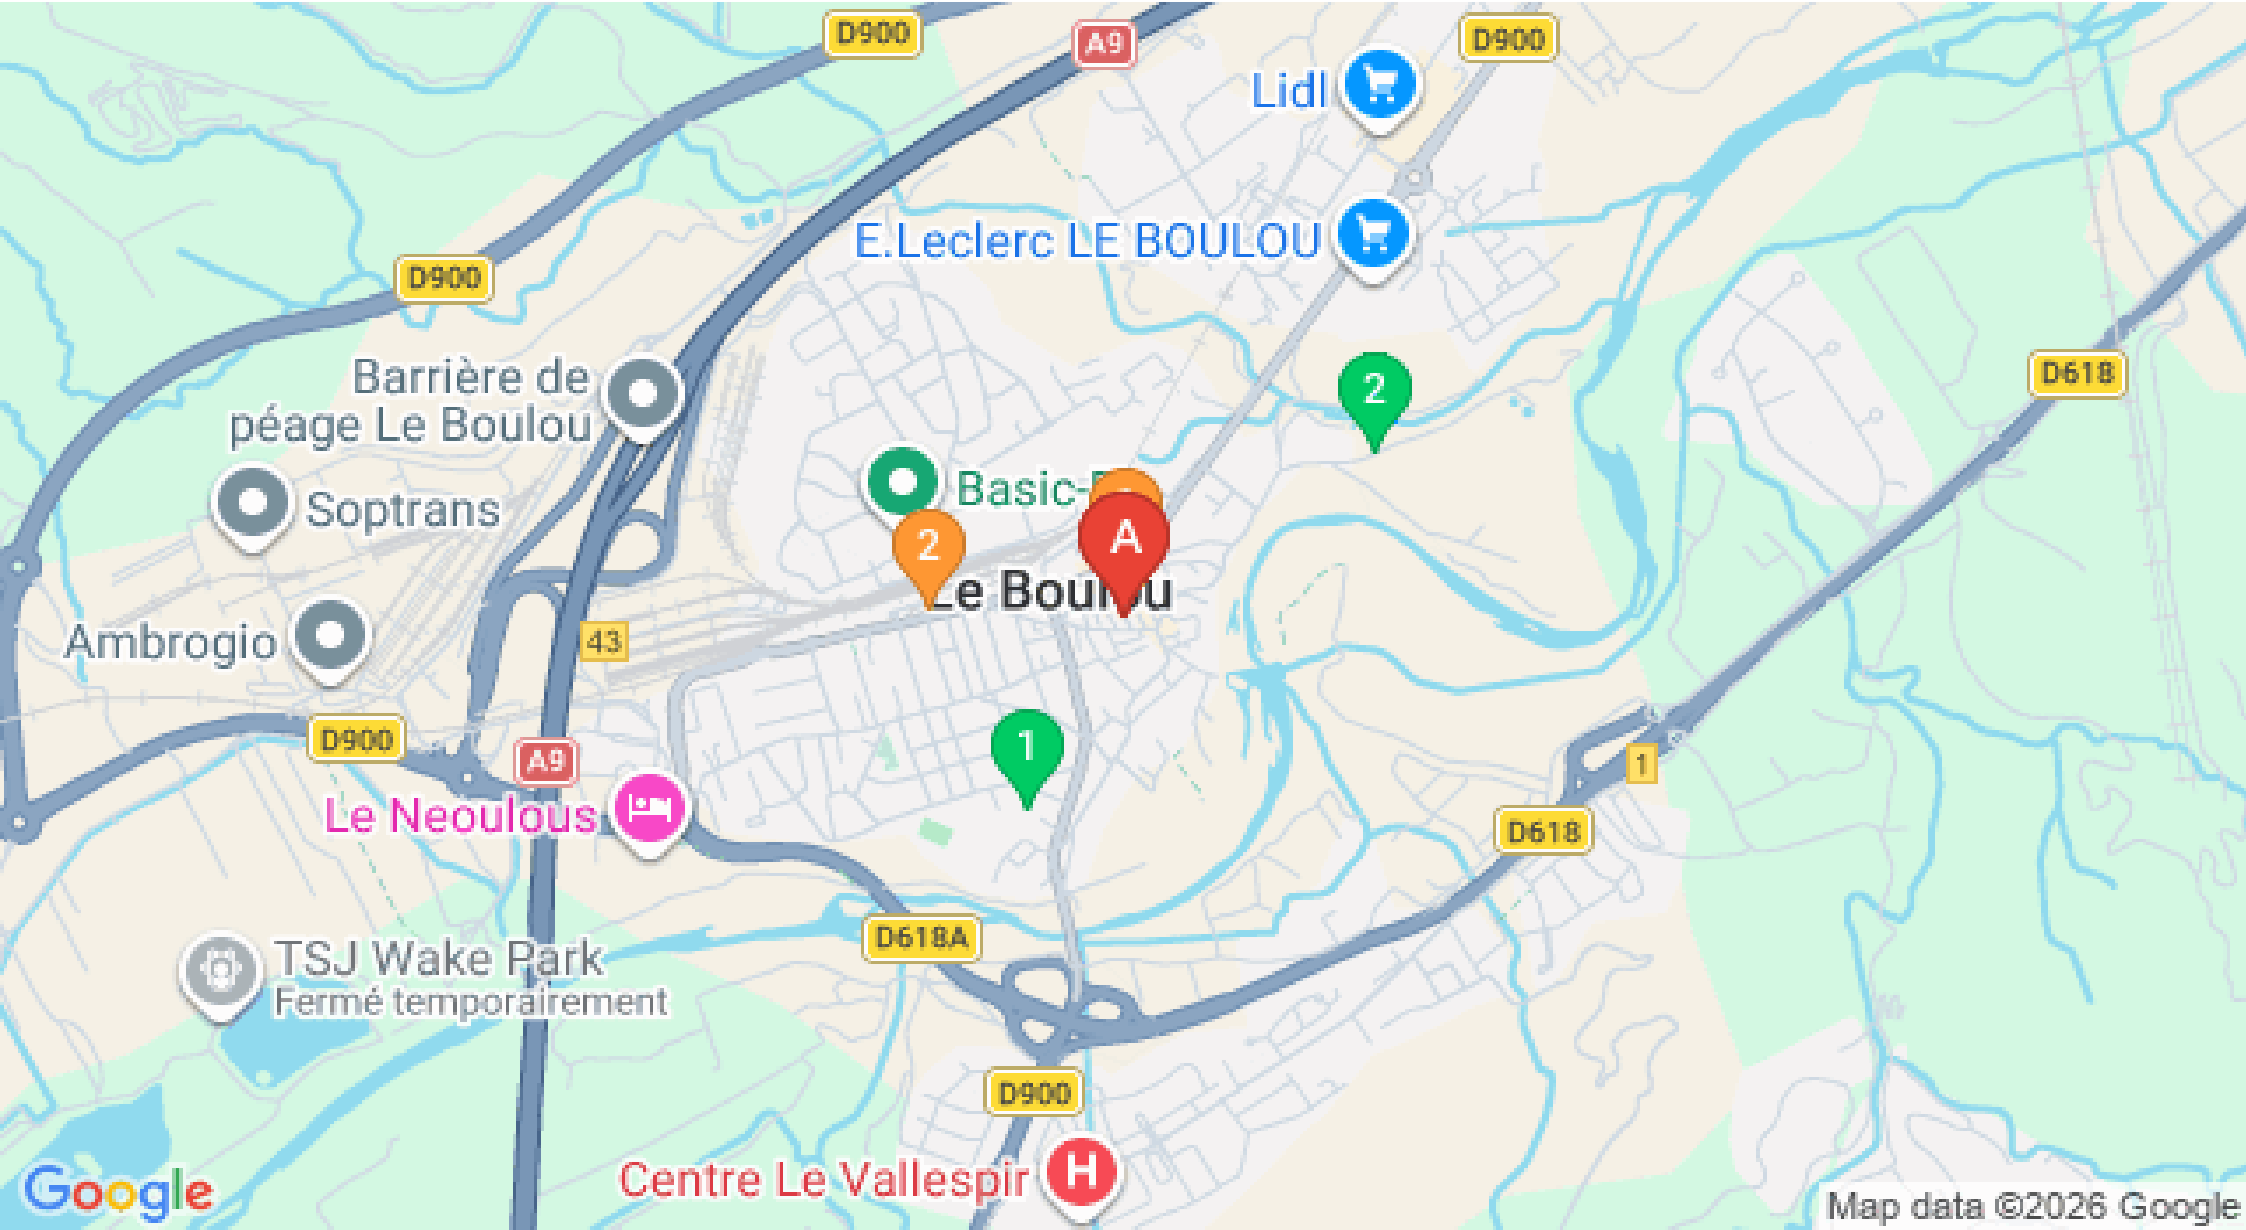 D900
A9
D900
Lidl
E.Leclerc LE BOULOU
D900
Barrière de
péage Le Boulou
2
D618
Soptrans
Basic-
2
A
Le Boulou
Ambrogio
43
D900
A9
1
1
Le Neoulous
D618
D618A
TSJ Wake Park
Fermé temporairement
D900
Centre Le Vallespir
H
Google
Map data ©2026 Google